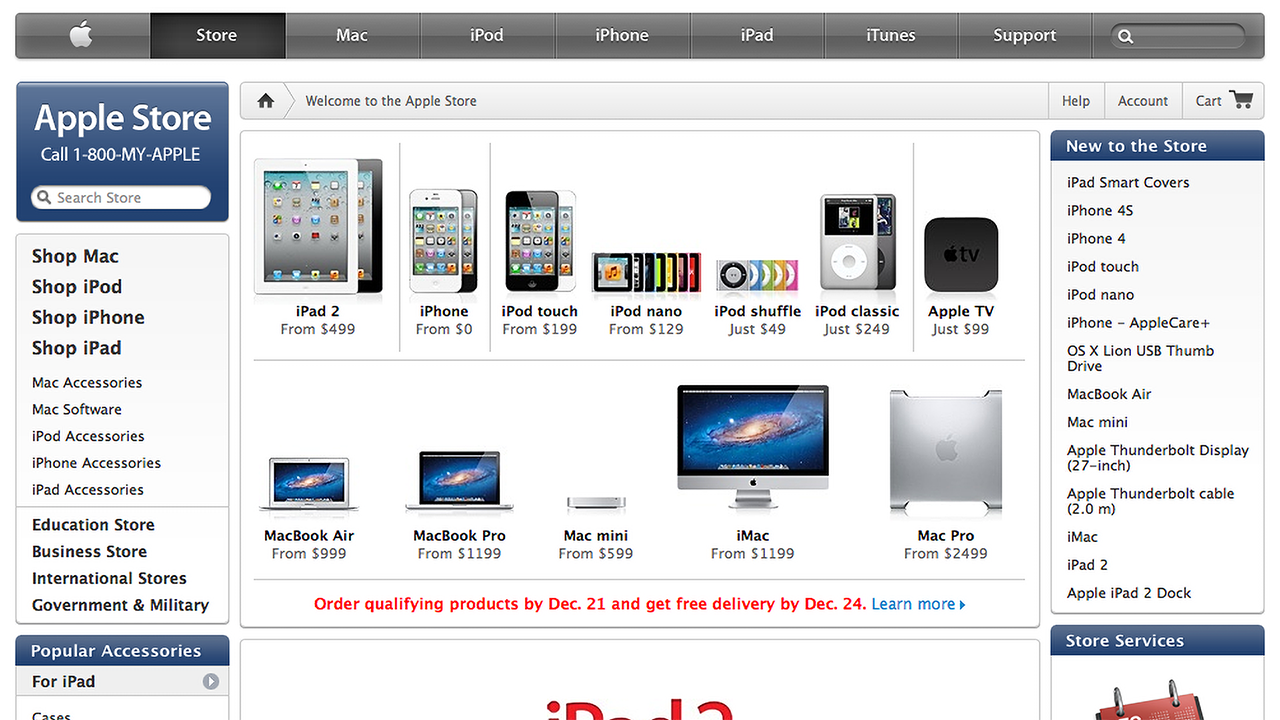 Store
Mac
iPod
iPhone
iPad
iTunes
Support
Apple Store
Call 1-800-MY-APPLE
Search Store
Welcome to the Apple Store
Help
Account
Cart
Shop Mac
Shop iPod
Shop iPhone
Shop iPad
Mac Accessories
Mac Software
iPod Accessories
iPhone Accessories
iPad Accessories
Education Store
Business Store
International Stores
Government & Military
Popular Accessories
For iPad
Cases
iPad 2
From $499
iPhone
From $0
iPod touch
From $199
iPod nano
From $129
iPod shuffle
Just $49
iPod classic
Just $249
tv
Apple TV
Just $99
MacBook Air
From $999
MacBook Pro
From $1199
Mac mini
From $599
iMac
From $1199
Mac Pro
From $2499
Order qualifying products by Dec. 21 and get free delivery by Dec. 24. Learn more
iPad 2
New to the Store
iPad Smart Covers
iPhone 4S
iPhone 4
iPod touch
iPod nano
iPhone – AppleCare+
OS X Lion USB Thumb
Drive
MacBook Air
Mac mini
Apple Thunderbolt Display
(27-inch)
Apple Thunderbolt cable
(2.0 m)
iMac
iPad 2
Apple iPad 2 Dock
Store Services